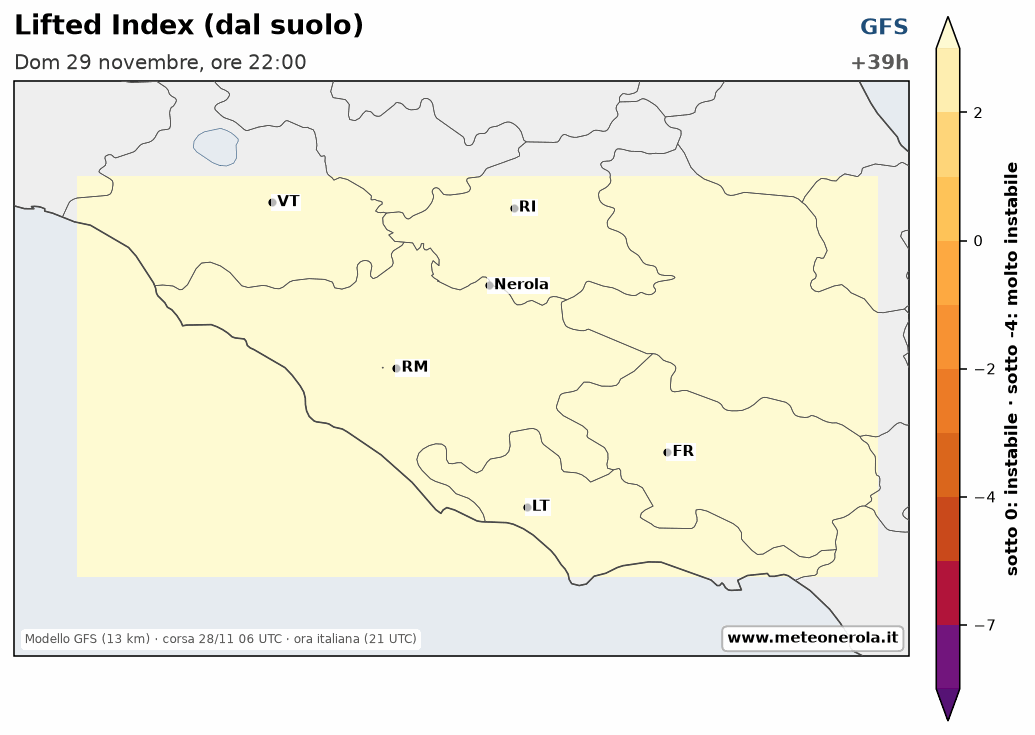 Lifted Index (dal suolo)
GFS
Dom 29 novembre, ore 22:00
+39h
VT
RI
Nerola
RM
FR
LT
2
0
−2
−4
−7
sotto 0: instabile · sotto -4: molto instabile
Modello GFS (13 km) · corsa 28/11 06 UTC · ora italiana (21 UTC)
www.meteonerola.it